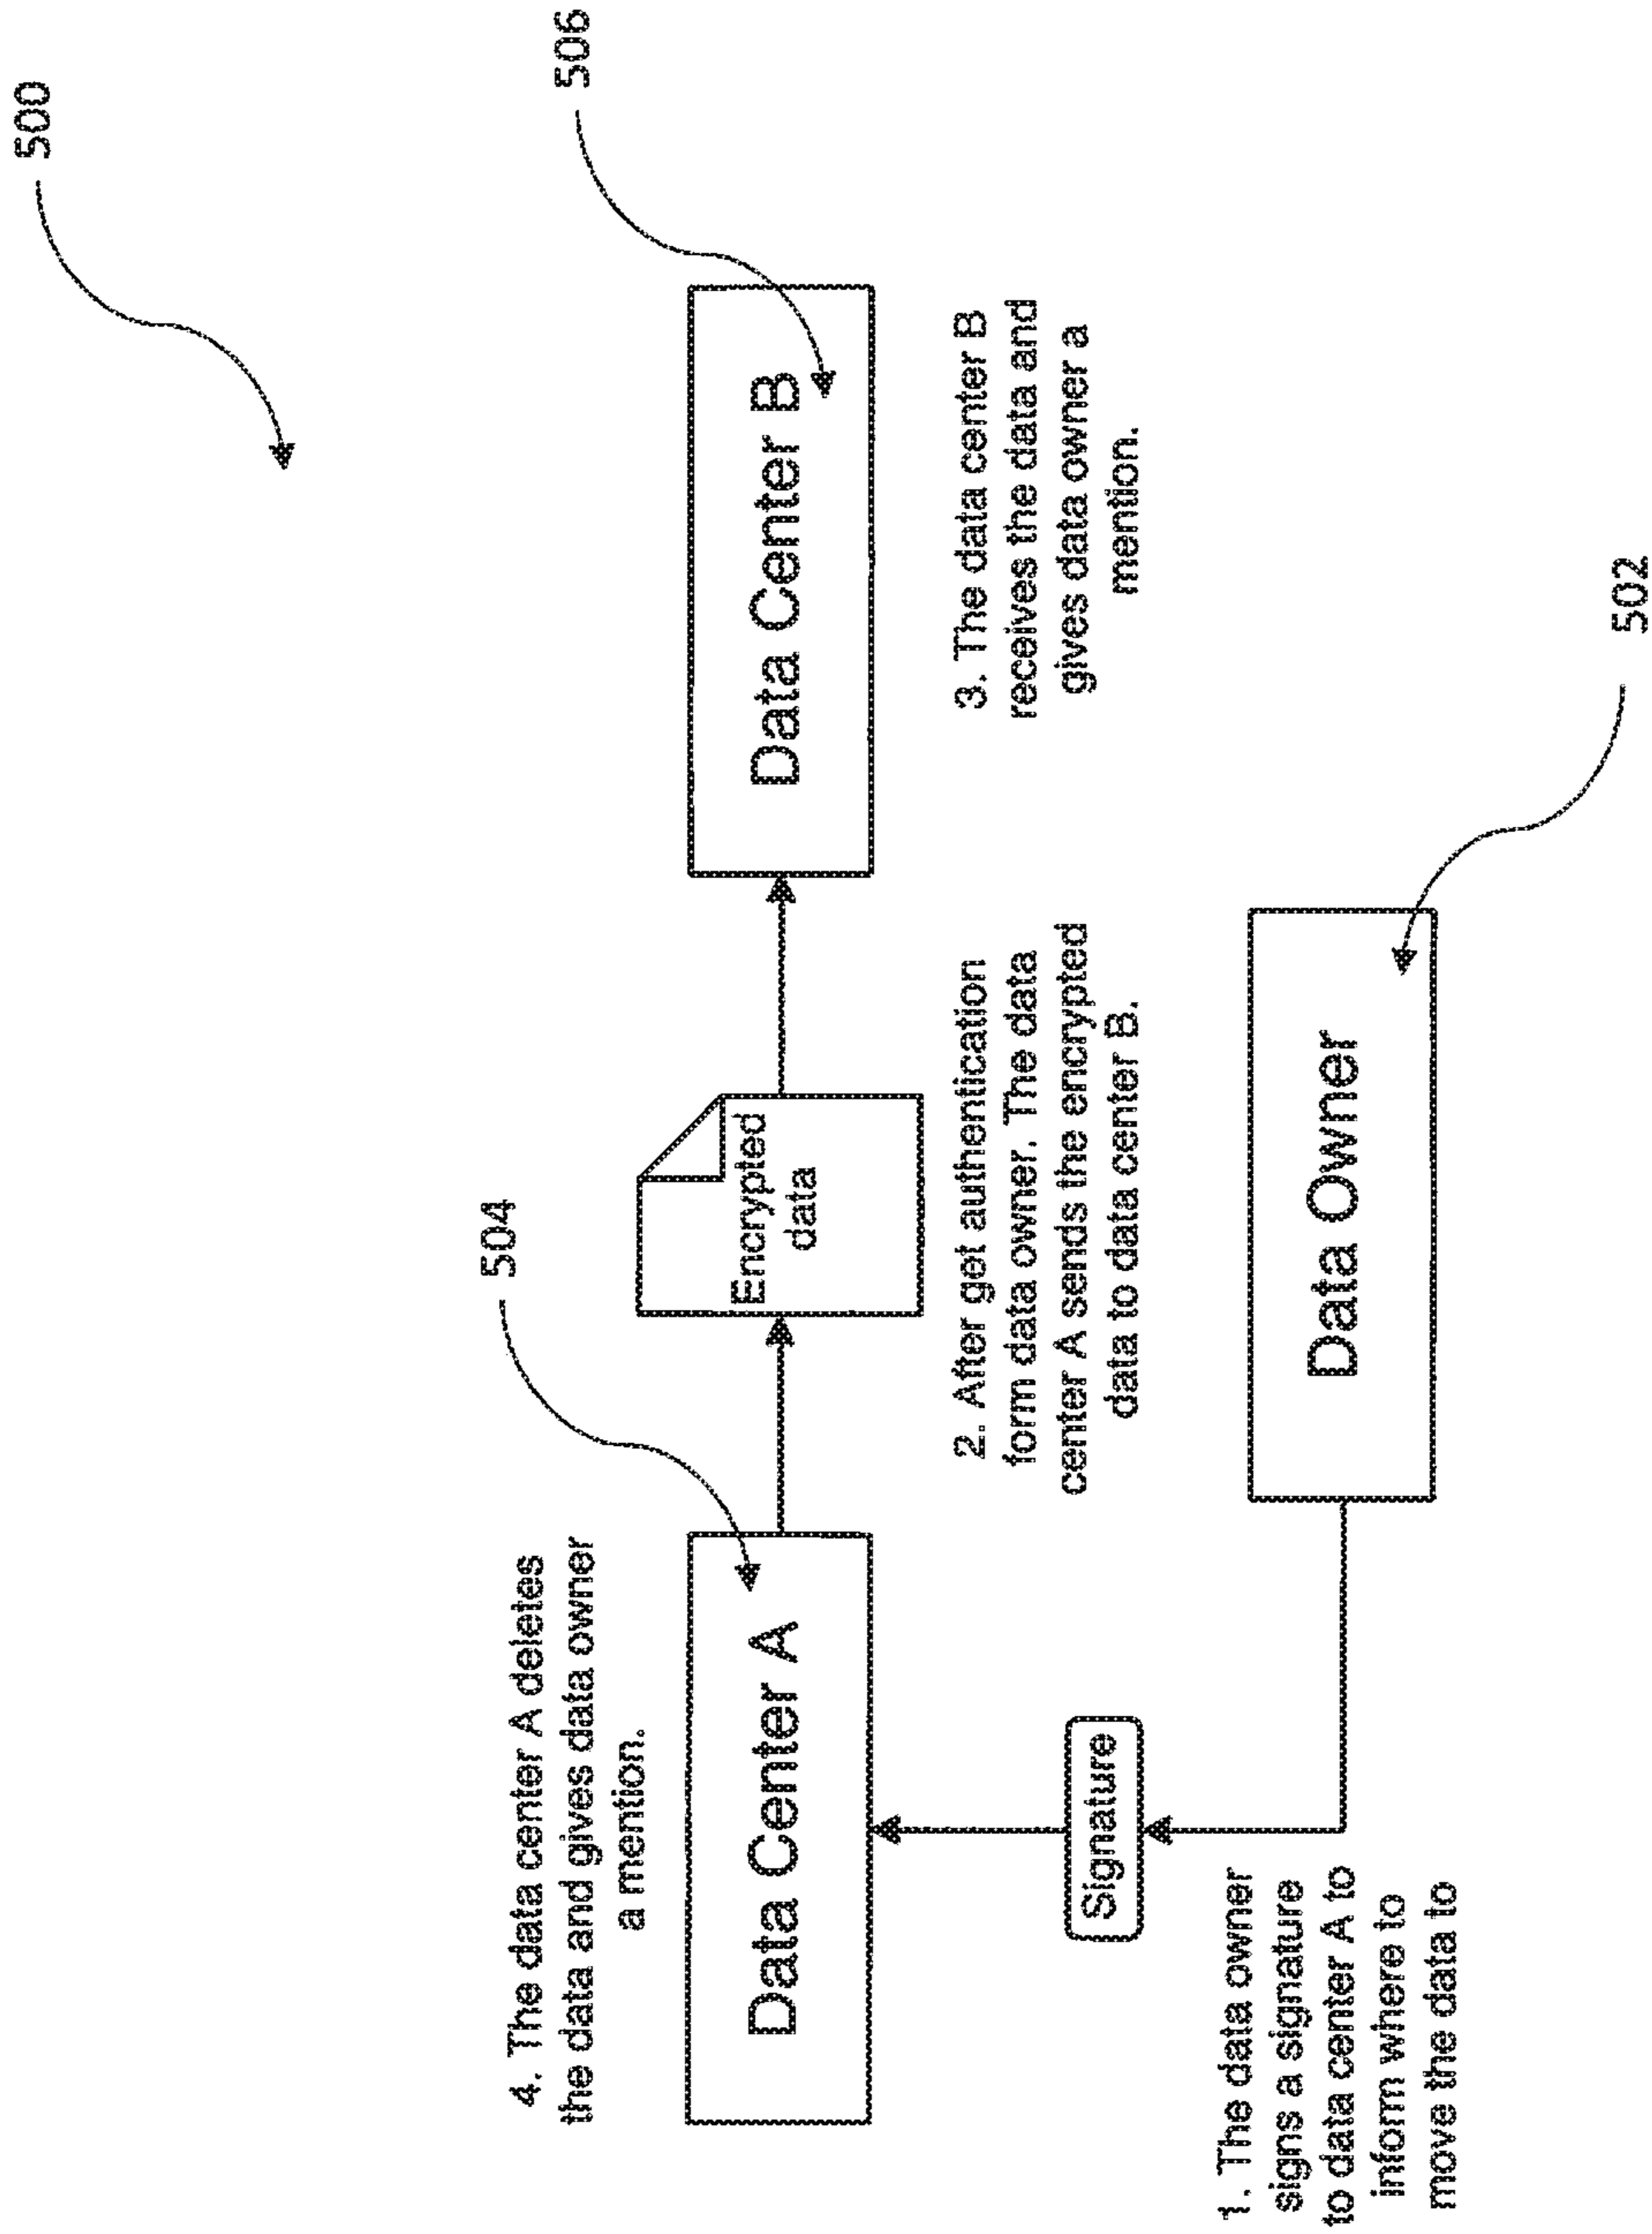 500
4. The data center A deletes
the data and gives data owner
a mention.
504
506
Data Center A
Encrypted
data
Data Center B
Signature
2. After get authentication
form data owner. The data
center A sends the encrypted
data to data center B.
3. The data center B
receives the data and
gives data owner a
mention.
1. The data owner
signs a signature
to data center A to
inform where to
move the data to
Data Owner
502